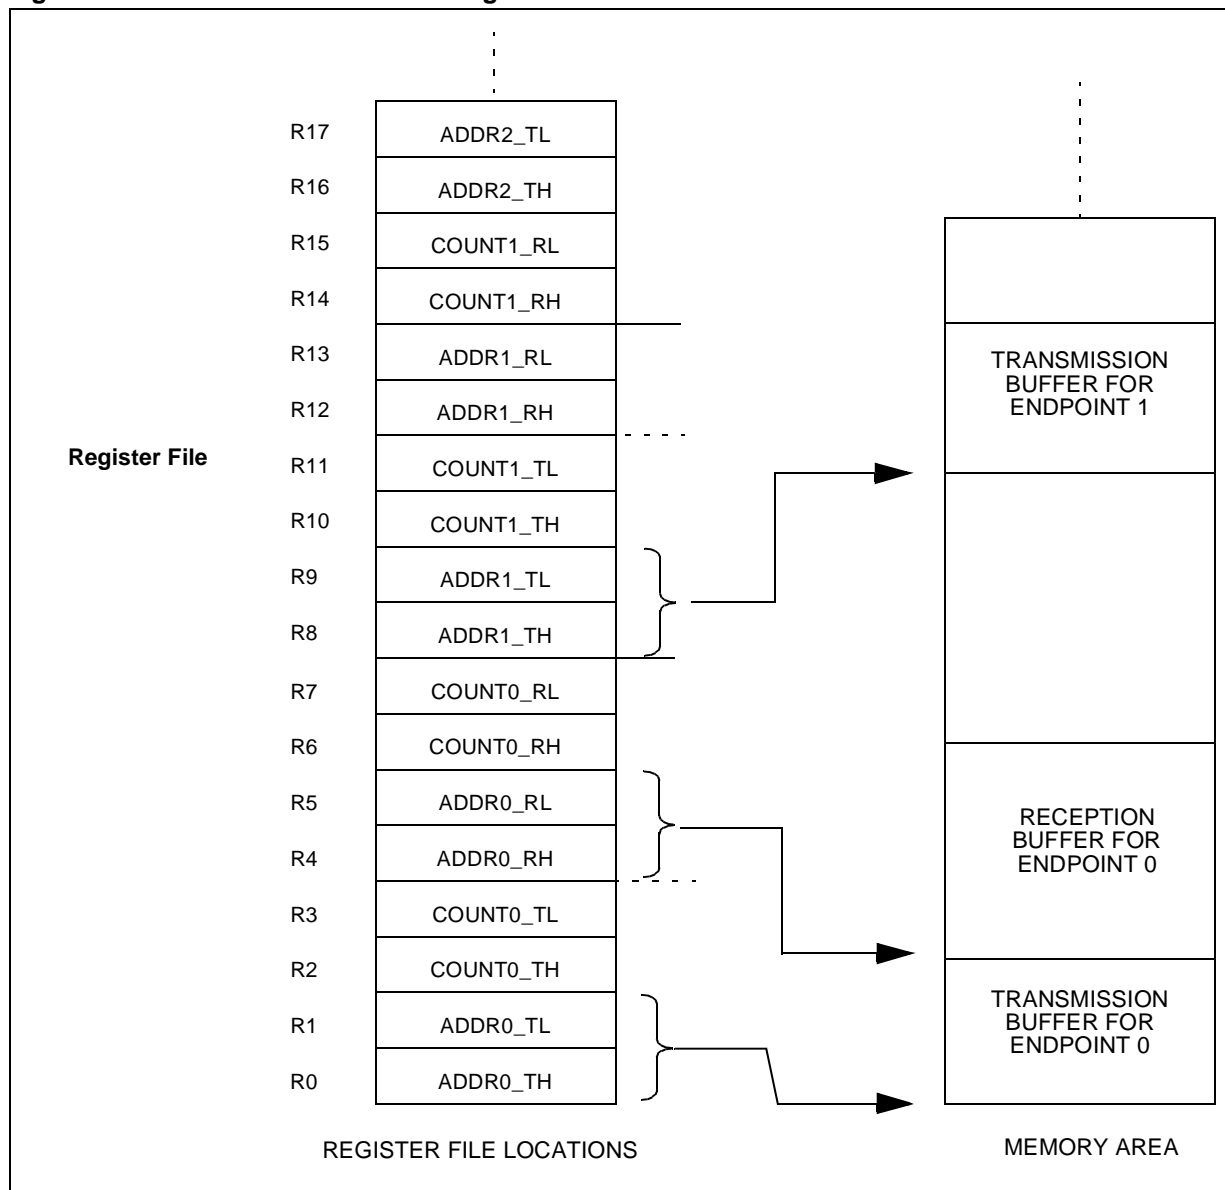 R17 ADDR2_TL
R16 ADDR2_TH
R15 COUNT1_RL
R14 COUNT1_RH
R13 ADDR1_RL
R12 ADDR1_RH
Register File
R11 COUNT1_TL
R10 COUNT1_TH
R9 ADDR1_TL
R8 ADDR1_TH
R7 COUNT0_RL
R6 COUNT0_RH
R5 ADDR0_RL
R4 ADDR0_RH
R3 COUNT0_TL
R2 COUNT0_TH
R1 ADDR0_TL
R0 ADDR0_TH
REGISTER FILE LOCATIONS
TRANSMISSION
BUFFER FOR
ENDPOINT 1
RECEPTION
BUFFER FOR
ENDPOINT 0
TRANSMISSION
BUFFER FOR
ENDPOINT 0
MEMORY AREA